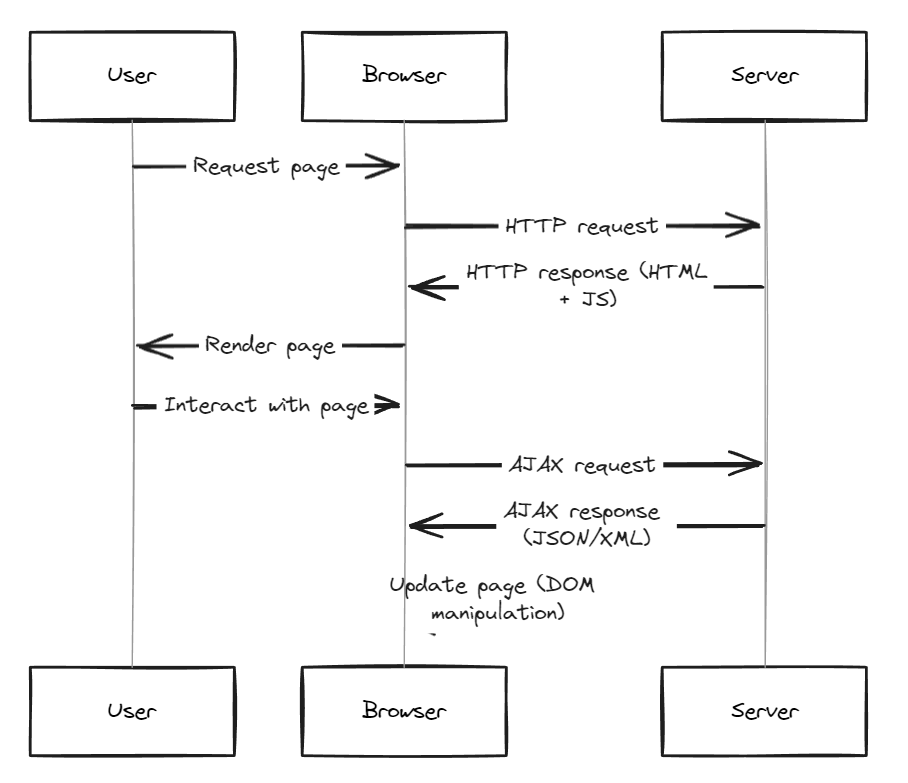 User
Browser
Server
Request page
HTTP request
HTTP response (HTML
+ JS)
Render page
Interact with page
AJAX request
AJAX response
(JSON/XML)
Update page (DOM
manipulation)
User
Browser
Server